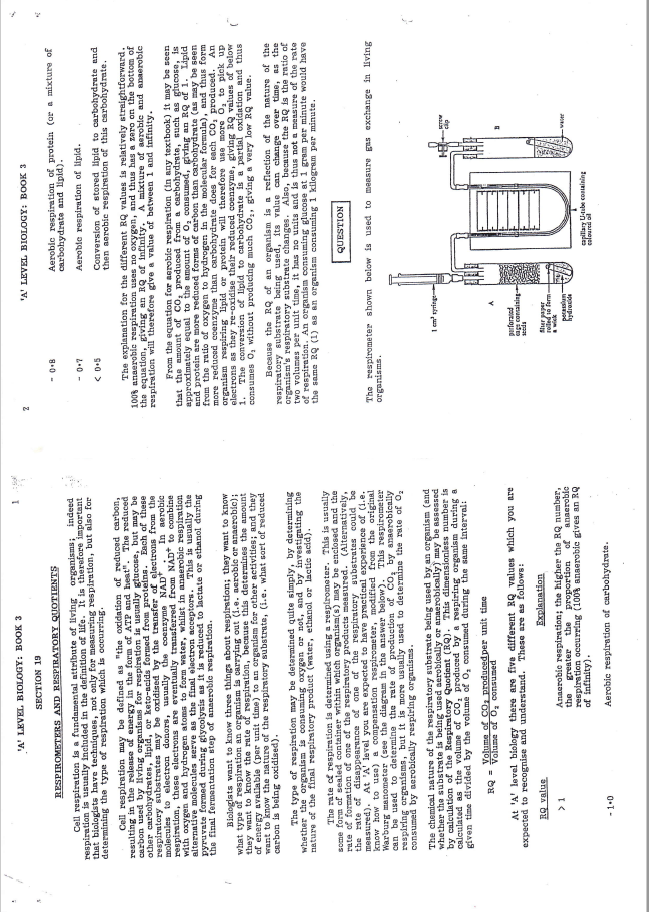 'A' LEVEL BIOLOGY: BOOK 3
1
SECTION 19
RESPIROMETERS AND RESPIRATORY QUOTIENTS
Cell respiration is a fundamental attribute of living organisms; indeed
respiration is usually included in the definition of life. It is therefore important
that biologists have techniques, not only for measuring respiration, but also for
determining the type of respiration which is occurring.
Cell respiration may be defined as "the oxidation of reduced carbon,
resulting in the release of energy in the form of ATP and heat". The reduced
carbon used by living organisms for respiration is usually glucose, but may be
other carbohydrates, lipid, or keto-acids formed from proteins. Each of these
respiratory substrates may be oxidized by the transfer of electrons from the
molecules to electron donors, usually the coenzyme NAD⁺. In aerobic
respiration, these electrons are eventually transferred from NAD⁺ to combine
with oxygen and hydrogen atoms to form water, whilst in anaerobic respiration
alternative molecules serve as the final electron acceptors. This is usually the
pyruvate formed during glycolysis as it is reduced to lactate or ethanol during
the final fermentation step of anaerobic respiration.
Biologists want to know three things about respiration; they want to know
what type of respiration an organism is carrying out (i.e. aerobic or anaerobic);
they want to know the rate of respiration, because this determines the amount
of energy available (per unit time) to an organism for other activities; and they
want to know the nature of the respiratory substrate, (i.e. what sort of reduced
carbon is being oxidised).
The type of respiration may be determined quite simply, by determining
whether the organism is consuming oxygen or not, and by investigating the
nature of the final respiratory product (water, ethanol or lactic acid).
The rate of respiration is determined using a respirometer. This is usually
some form of sealed container within which organism(s) may be enclosed and the
rate of formation of one of the respiratory products measured. (Alternatively,
the rate of disappearance of one of the respiratory substrates could be
measured). At 'A' level you are expected to have practical experience of (i.e.
know how to use) a compensation respirometer, modified from the original
Warburg manometer (see the diagram in the answer below). This respirometer
can be used to determine the rate of production of CO₂ by anaerobically
respiring organisms, but it is more usually used to determine the rate of O₂
consumed by aerobically respiring organisms.
The chemical nature of the respiratory substrate being used by an organism (and
whether the substrate is being used aerobically or anaerobically) may be assessed
by calculation of the Respiratory Quotient (RQ). This dimensionless number is
calculated as the volume of CO₂ produced by a respiring organism during a
given time divided by the volume of O₂ consumed during the same interval:
RQ = Volume of CO₂ produced per unit time
Volume of O₂ consumed
At 'A' level biology there are five different RQ values which you are
expected to recognise and understand. These are as follows:
RQ value
Explanation
> 1
Anaerobic respiration; the higher the RQ number,
the greater the proportion of anaerobic
respiration occurring (100% anaerobic gives an RQ
of infinity).
- 1·0
Aerobic respiration of carbohydrate.
2
'A' LEVEL BIOLOGY: BOOK 3
- 0·8
Aerobic respiration of protein (or a mixture of
carbohydrate and lipid).
- 0·7
Aerobic respiration of lipid.
< 0·5
Conversion of stored lipid to carbohydrate and
then aerobic respiration of this carbohydrate.
The explanation for the different RQ values is relatively straightforward.
100% anaerobic respiration uses no oxygen, and thus has a zero on the bottom of
the equation, giving an RQ of infinity. A mixture of aerobic and anaerobic
respiration will therefore give a value of between 1 and infinity.
From the equation for aerobic respiration (in any textbook) it may be seen
that the amount of CO₂ produced from a carbohydrate, such as glucose, is
approximately equal to the amount of O₂ consumed, giving an RQ of 1. Lipid
and protein are more reduced forms of carbon than carbohydrate (as may be seen
from the ratio of oxygen to hydrogen in the molecular formula), and thus form
more reduced coenzyme than carbohydrate does for each CO₂ produced. An
organism respiring lipid or protein will therefore use more O₂ to pick up
electrons as they re-oxidise their reduced coenzyme, giving RQ values of below
1. The conversion of lipid to carbohydrate is a partial oxidation and thus
consumes O₂ without producing much CO₂, giving a very low RQ value.
Because the RQ of an organism is a reflection of the nature of the
respiratory substrate being used, its value can change over time, as the
organism's respiratory substrate changes. Also, because the RQ is the ratio of
two volumes per unit time, it has no units and is thus not a measure of the rate
of respiration. An organism consuming glucose at 1 gram per minute would have
the same RQ (1) as an organism consuming 1 kilogram per minute.
QUESTION
The respirometer shown below is used to measure gas exchange in living
organisms.
1 cm³ syringe
screw
clip
A
B
perforated
cage containing
seeds
filter paper
rolled to form
a wick
potassium
hydroxide
water
capillary U-tube containing
coloured oil